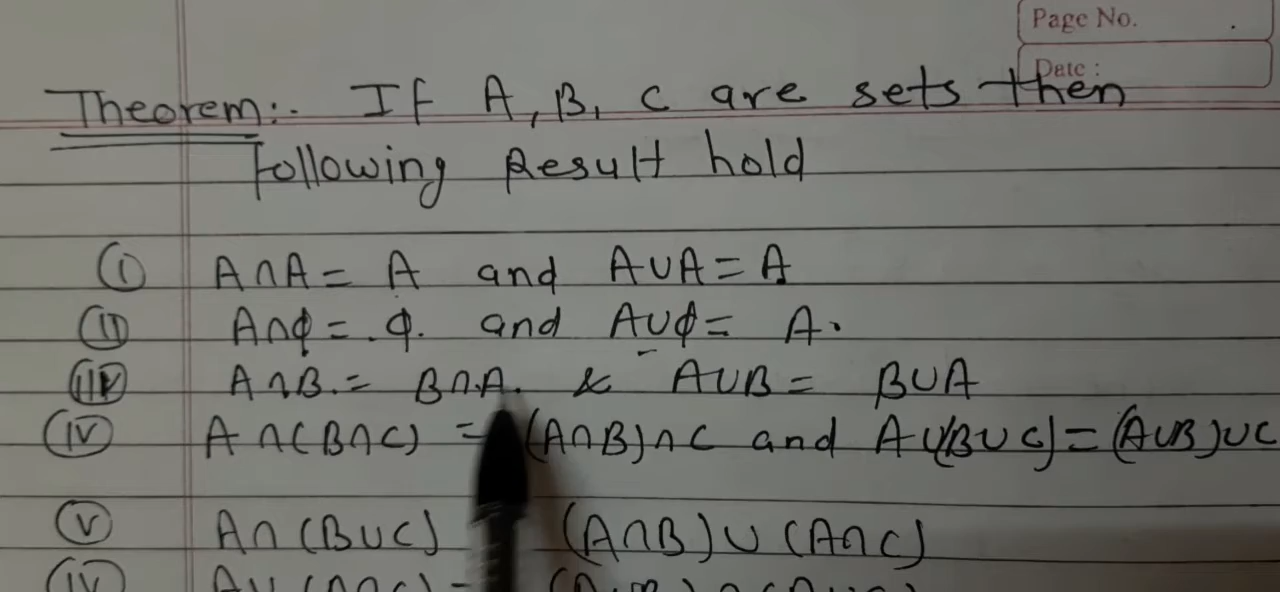 Page No.
Date :
Theorem:- If A, B, C are sets then
following Result hold
(i) A∩A = A and A∪A = A
(ii) A∩ϕ = ϕ. and A∪ϕ = A.
(iii) A∩B = B∩A. & A∪B = B∪A
(iv) A∩(B∩C) = (A∩B)∩C and A∪(B∪C) = (A∪B)∪C
(v) A∩(B∪C) (A∩B)∪(A∩C)